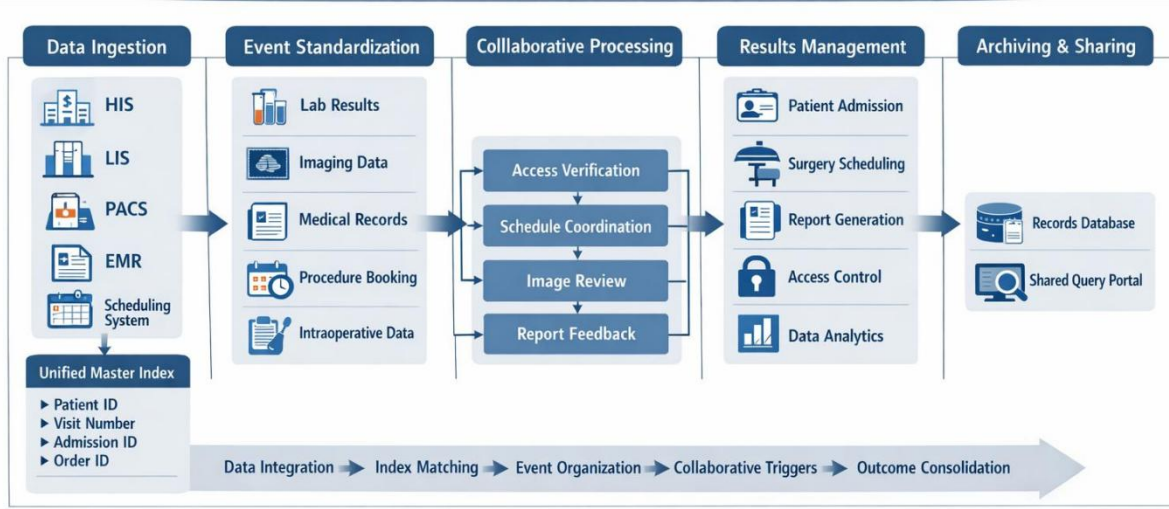 Data Ingestion
HIS
LIS
PACS
EMR
Scheduling
System
Unified Master Index
▶ Patient ID
▶ Visit Number
▶ Admission ID
▶ Order ID
Event Standardization
Lab Results
Imaging Data
Medical Records
Procedure Booking
Intraoperative Data
Colllaborative Processing
Access Verification
Schedule Coordination
Image Review
Report Feedback
Results Management
Patient Admission
Surgery Scheduling
Report Generation
Access Control
Data Analytics
Archiving & Sharing
Records Database
Shared Query Portal
Data Integration Index Matching Event Organization Collaborative Triggers Outcome Consolidation